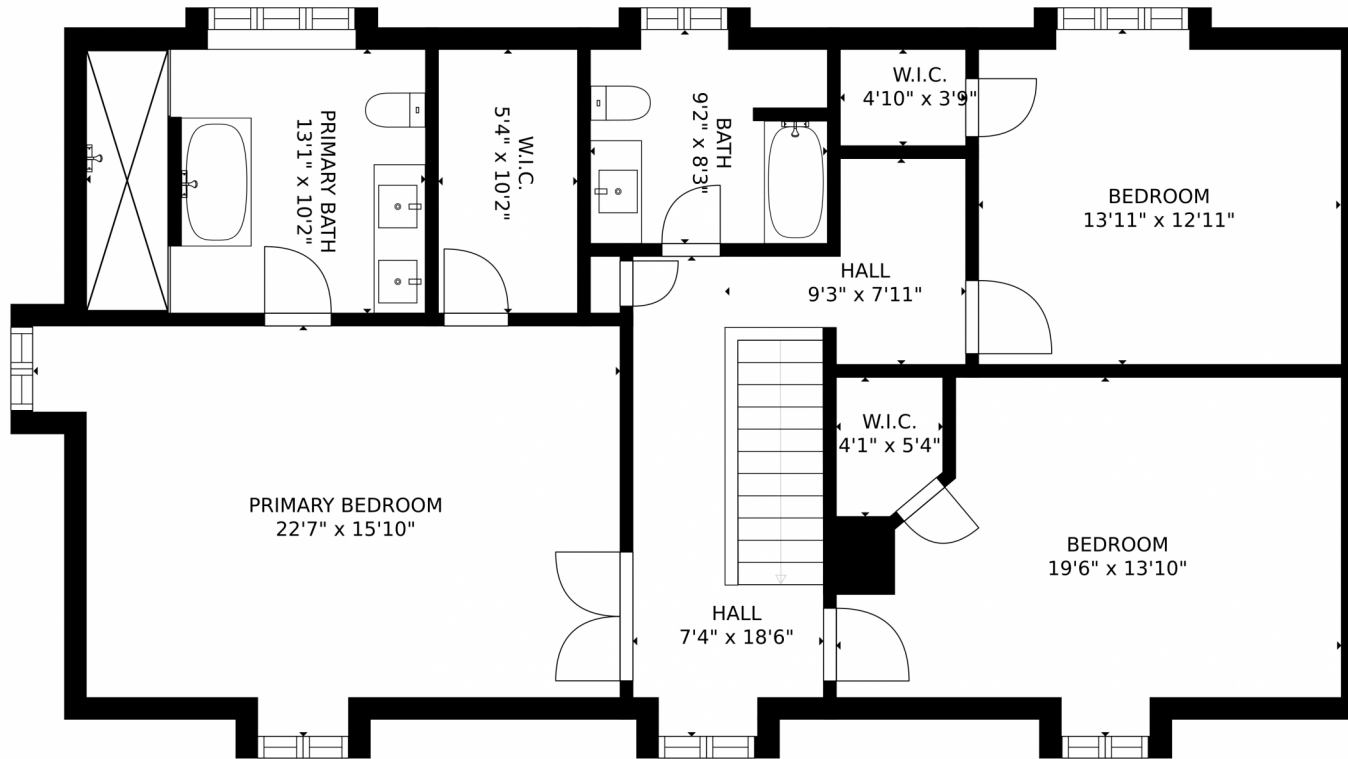 PRIMARY BATH
13'1" x 10'2"
W.I.C.
5'4" x 10'2"
BATH
9'2" x 8'3"
W.I.C.
4'10" x 3'9"
BEDROOM
13'11" x 12'11"
HALL
9'3" x 7'11"
W.I.C.
4'1" x 5'4"
PRIMARY BEDROOM
22'7" x 15'10"
BEDROOM
19'6" x 13'10"
HALL
7'4" x 18'6"